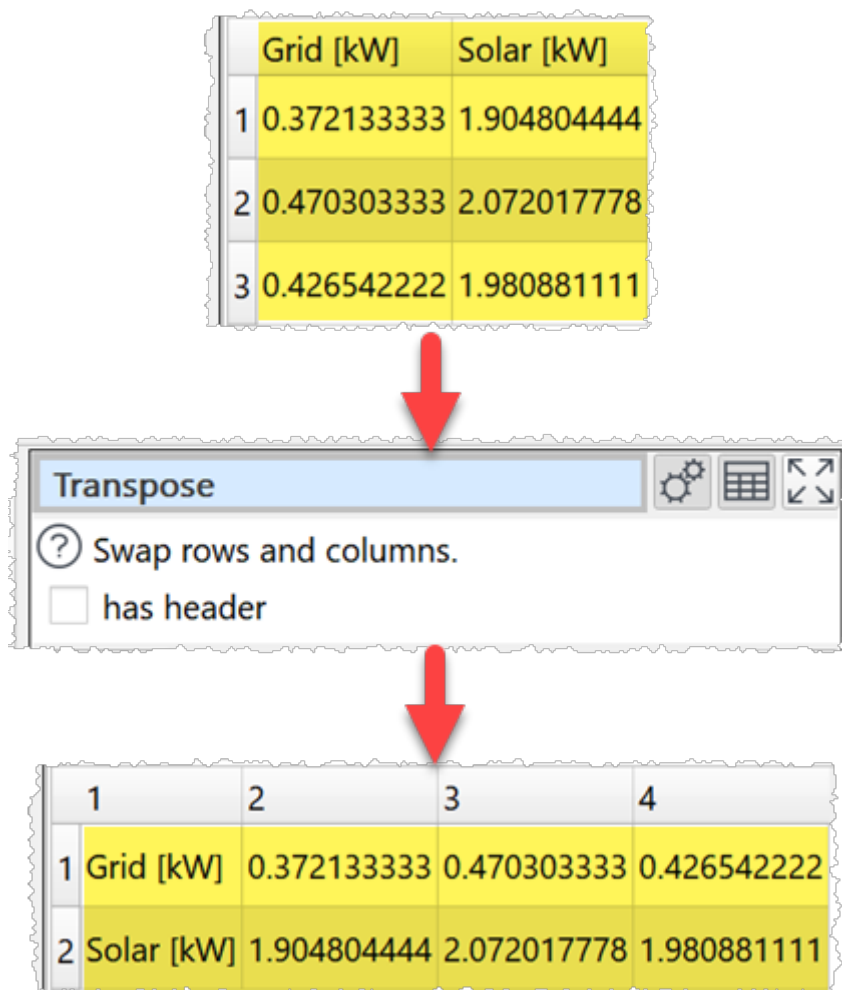 Grid [kW] Solar [kW]
1 0.372133333 1.904804444
2 0.470303333 2.072017778
3 0.426542222 1.980881111
Transpose
? Swap rows and columns.
has header
1 2 3 4
1 Grid [kW] 0.372133333 0.470303333 0.426542222
2 Solar [kW] 1.904804444 2.072017778 1.980881111